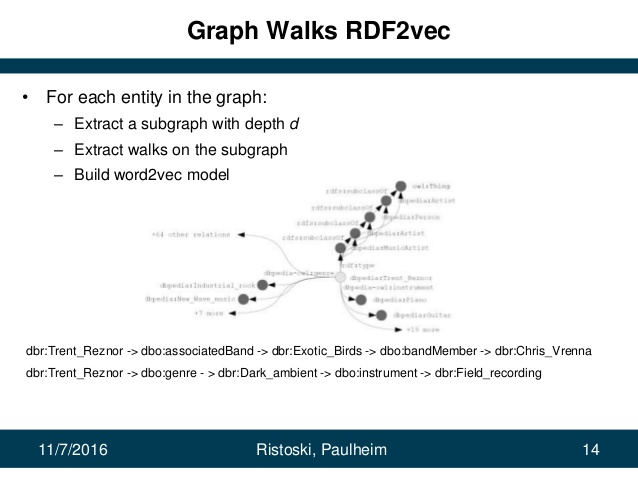 Graph Walks RDF2vec
• For each entity in the graph:
– Extract a subgraph with depth d
– Extract walks on the subgraph
– Build word2vec model
owl:Thing
rdfs:subclassOf
dbpedia:Artist
rdfs:subclassOf
dbpedia:Person
rdfs:subclassOf
dbpedia:Artist
rdfs:subclassOf
dbpedia:MusicArtist
+64 other relations
rdf:type
dbpedia-owl:genre
dbpedia:Trent_Reznor
dbpedia:Industrial_rock
dbpedia-owl:instrument
dbpedia:New_Wave_music
dbpedia:Piano
+7 more
dbpedia:Guitar
+19 more
dbr:Trent_Reznor -> dbo:associatedBand -> dbr:Exotic_Birds -> dbo:bandMember -> dbr:Chris_Vrenna
dbr:Trent_Reznor -> dbo:genre - > dbr:Dark_ambient -> dbo:instrument -> dbr:Field_recording
11/7/2016 Ristoski, Paulheim 14